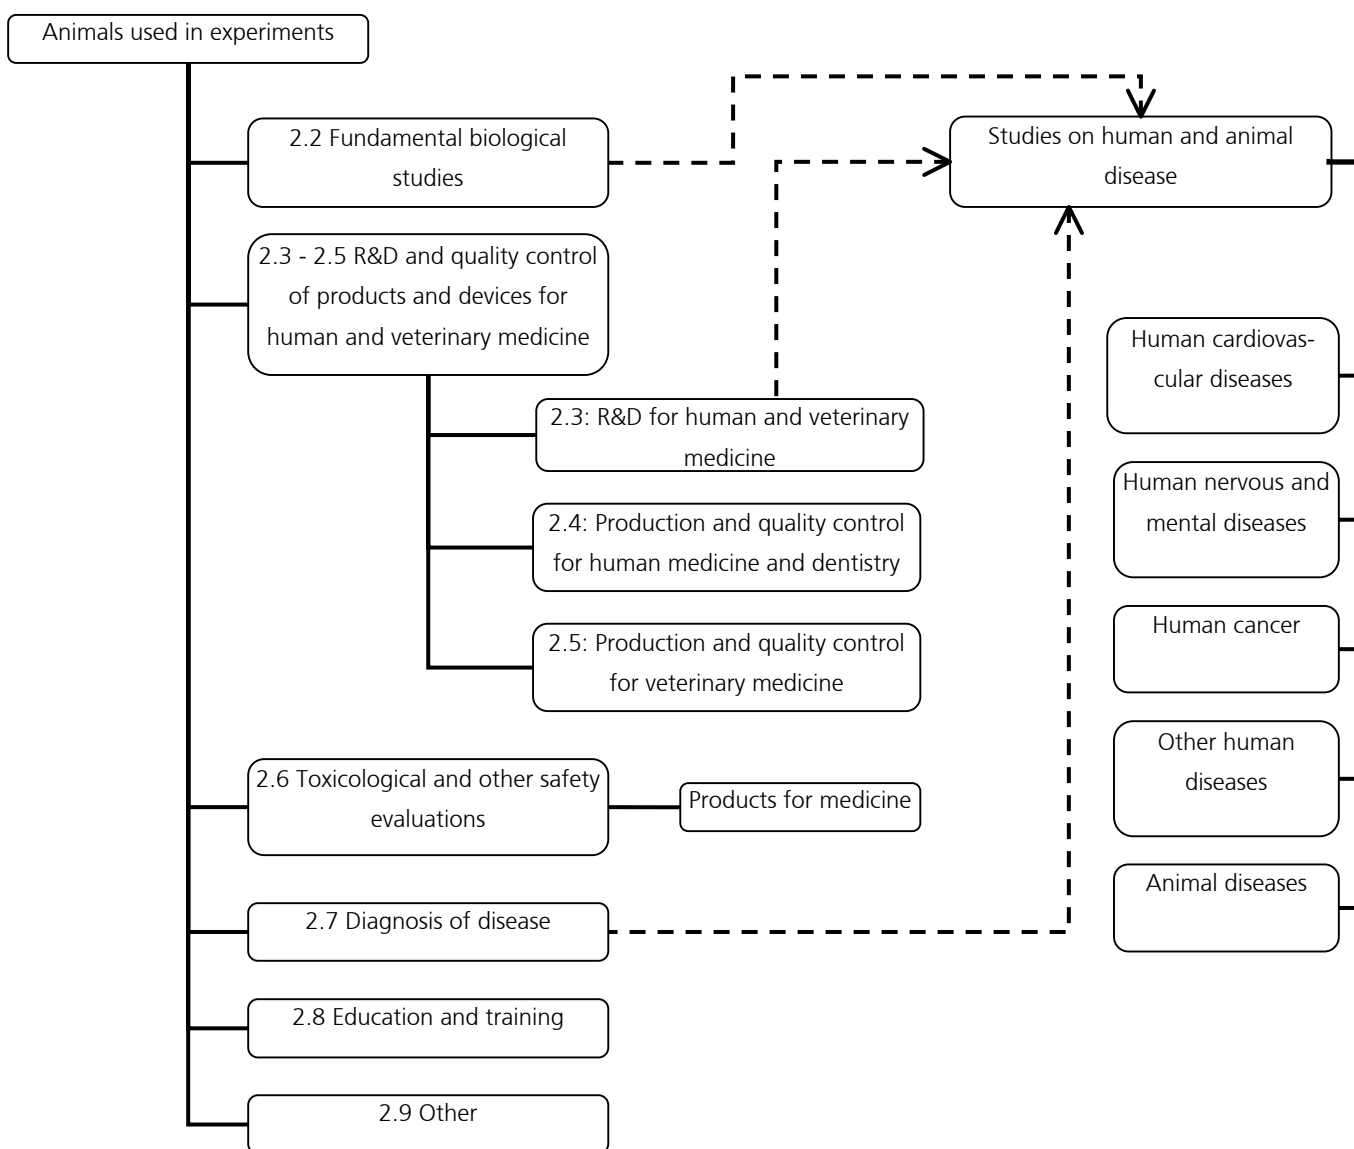 Animals used in experiments
2.2 Fundamental biological
studies
Studies on human and animal
disease
2.3 - 2.5 R&D and quality control
of products and devices for
human and veterinary medicine
2.3: R&D for human and veterinary
medicine
2.4: Production and quality control
for human medicine and dentistry
2.5: Production and quality control
for veterinary medicine
Human cardiovas-
cular diseases
Human nervous and
mental diseases
Human cancer
Other human
diseases
Animal diseases
2.6 Toxicological and other safety
evaluations
Products for medicine
2.7 Diagnosis of disease
2.8 Education and training
2.9 Other